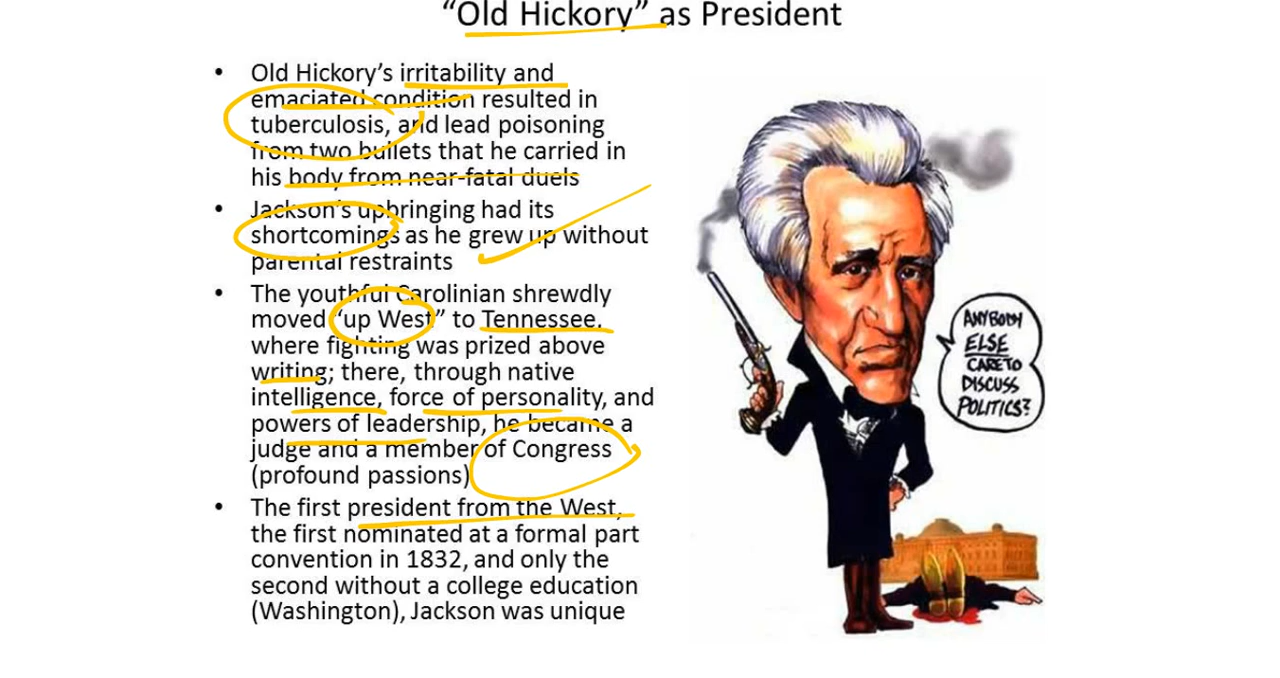 “Old Hickory” as President
• Old Hickory’s irritability and
emaciated condition resulted in
tuberculosis, and lead poisoning
from two bullets that he carried in
his body from near-fatal duels
• Jackson’s upbringing had its
shortcomings as he grew up without
parental restraints
• The youthful Carolinian shrewdly
moved “up West” to Tennessee,
where fighting was prized above
writing; there, through native
intelligence, force of personality, and
powers of leadership, he became a
judge and a member of Congress
(profound passions)
• The first president from the West,
the first nominated at a formal part
convention in 1832, and only the
second without a college education
(Washington), Jackson was unique
ANYBODY
ELSE
CARE TO
DISCUSS
POLITICS?